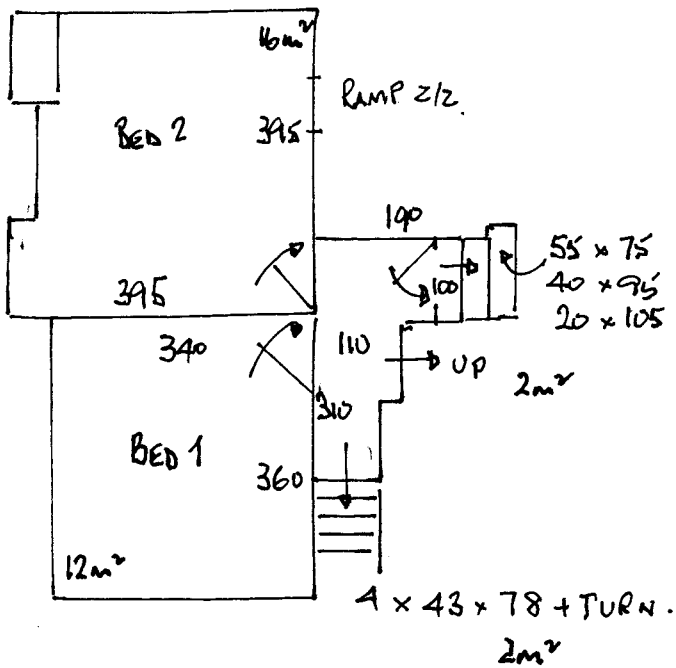 16m²
RAMP 2/2.
BED 2
395
190
55 x 75
100
40 x 95
395
20 x 105
340
110
UP
2m²
310
BED 1
360
12m²
4 x 43 x 78 + TURN.
2m²